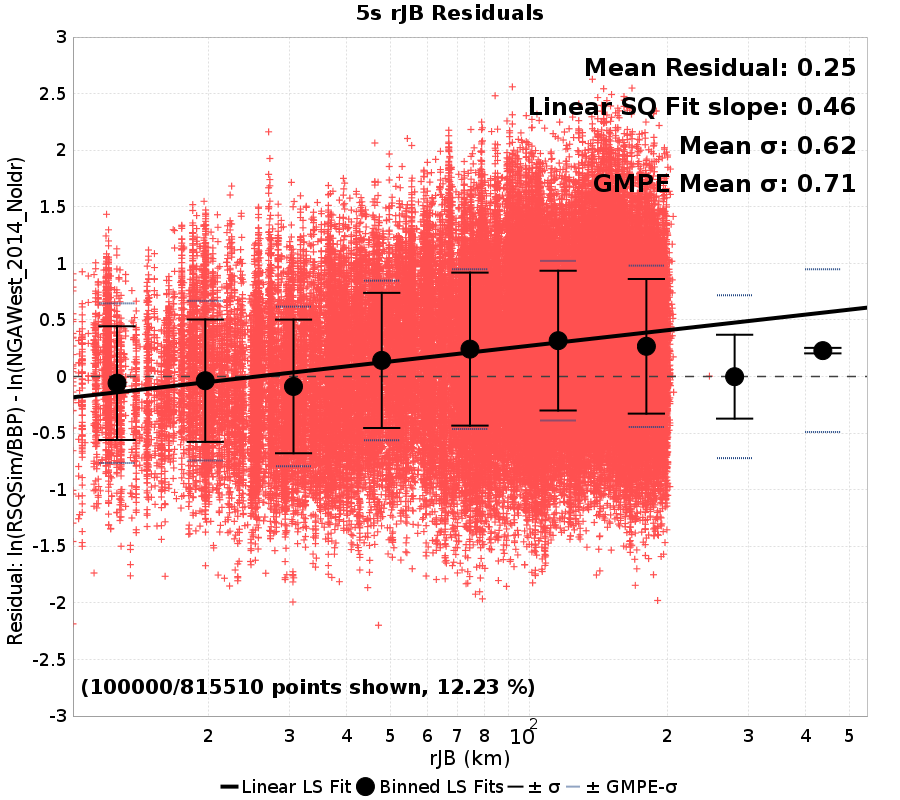 5s rJB Residuals
Mean Residual: 0.25
Linear SQ Fit slope: 0.46
Mean σ: 0.62
GMPE Mean σ: 0.71
Residual: ln(RSQSim/BBP) - ln(NGAWest_2014_NoIdr)
3
2.5
2
1.5
1
0.5
0
-0.5
-1
-1.5
-2
-2.5
-3
(100000/815510 points shown, 12.23 %)
2 3 4 5 6 7 8 10² 2 3 4 5
rJB (km)
Linear LS Fit Binned LS Fits ± σ ± GMPE-σ